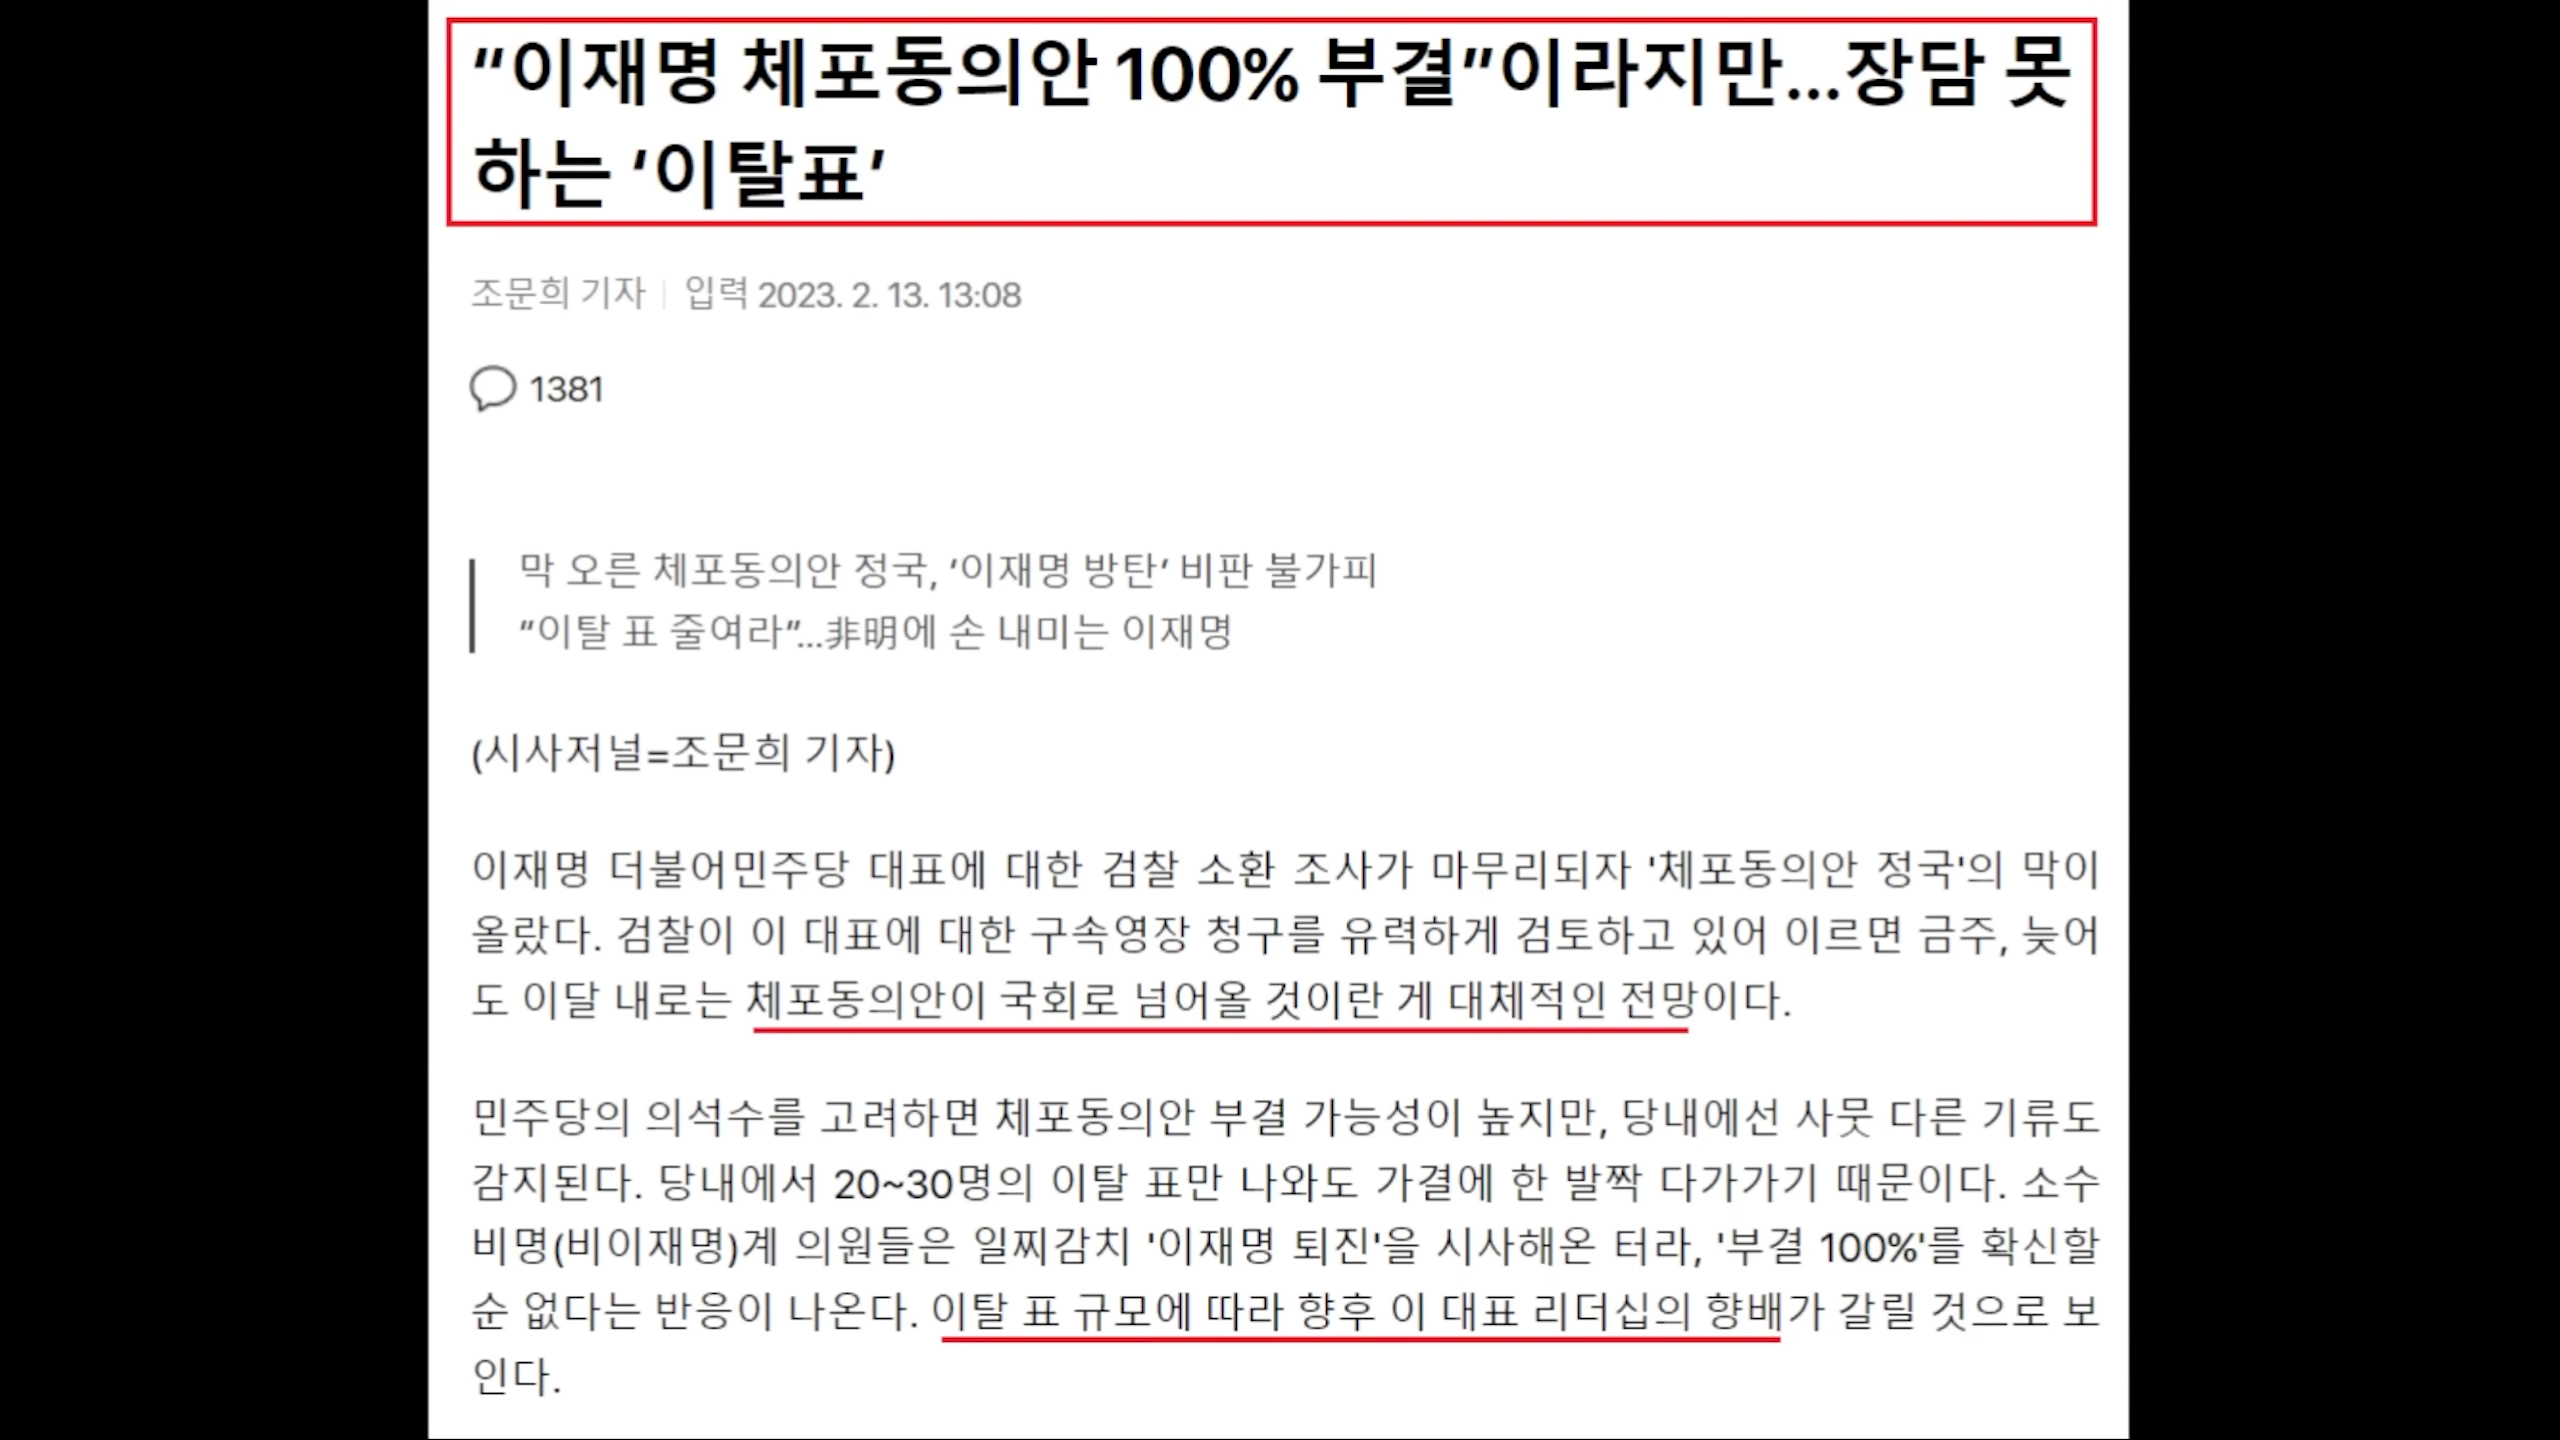 “이재명 체포동의안 100% 부결”이라지만...장담 못
하는 ‘이탈표’
조문희 기자 입력 2023. 2. 13. 13:08
1381
막 오른 체포동의안 정국, ‘이재명 방탄’ 비판 불가피
“이탈 표 줄여라”...非明에 손 내미는 이재명
(시사저널=조문희 기자)
이재명 더불어민주당 대표에 대한 검찰 소환 조사가 마무리되자 '체포동의안 정국'의 막이
올랐다. 검찰이 이 대표에 대한 구속영장 청구를 유력하게 검토하고 있어 이르면 금주, 늦어
도 이달 내로는 체포동의안이 국회로 넘어올 것이란 게 대체적인 전망이다.
민주당의 의석수를 고려하면 체포동의안 부결 가능성이 높지만, 당내에선 사뭇 다른 기류도
감지된다. 당내에서 20~30명의 이탈 표만 나와도 가결에 한 발짝 다가가기 때문이다. 소수
비명(비이재명)계 의원들은 일찌감치 '이재명 퇴진'을 시사해온 터라, '부결 100%'를 확신할
순 없다는 반응이 나온다. 이탈 표 규모에 따라 향후 이 대표 리더십의 향배가 갈릴 것으로 보
인다.